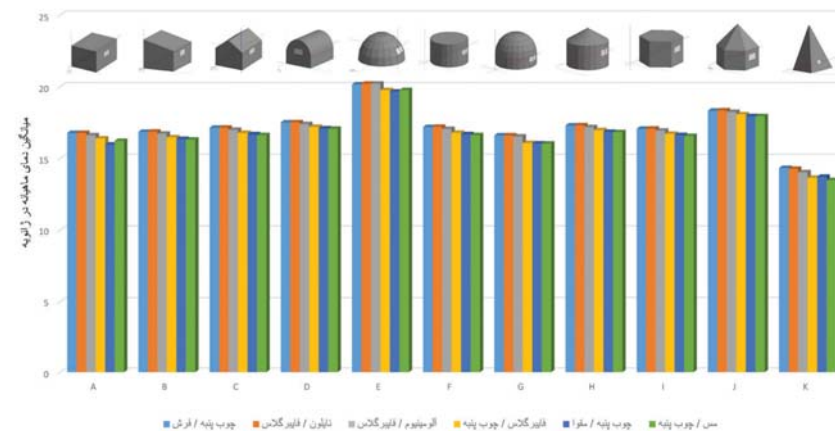 25
20
15
10
5
0
میانگین دمای ماهیانه در ژانویه
A B C D E F G H I J K
چوب پنبه / فرش نایلون / فایبرگلاس آلومینیوم / فایبرگلاس فایبرگلاس / چوب پنبه چوب پنبه / مقوا مس / چوب پنبه